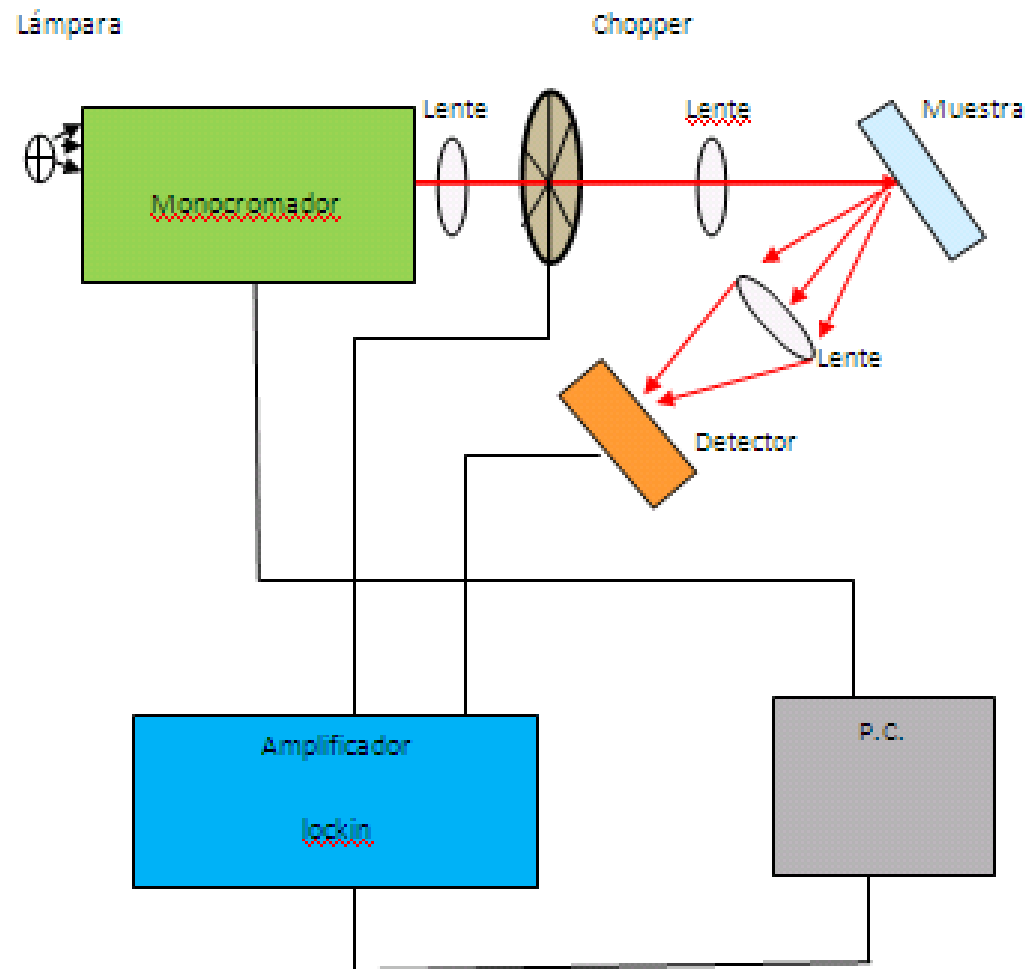 Lámpara
Chopper
Lente
Lente
Muestra
Monocromador
Lente
Detector
Amplificador
lockin
P.C.